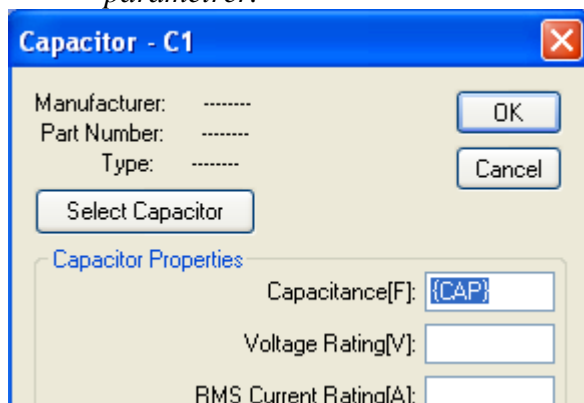 parametrer.
Capacitor - C1
Manufacturer: --------
OK
Part Number: --------
Type: --------
Cancel
Select Capacitor
Capacitor Properties
Capacitance[F]: {CAP}
Voltage Rating[V]:
RMS Current Rating[A]: